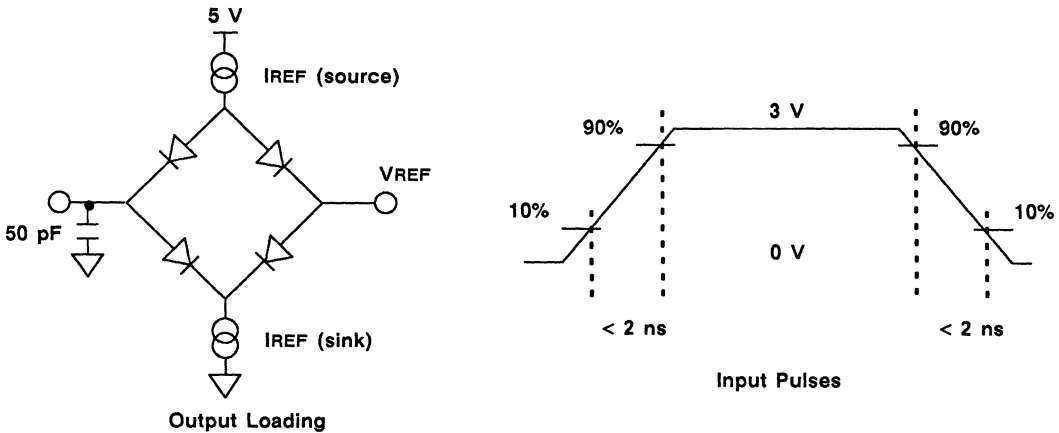 5 V
IREF (source)
VREF
50 pF
IREF (sink)
Output Loading
3 V
90%
90%
10%
10%
0 V
< 2 ns
< 2 ns
Input Pulses